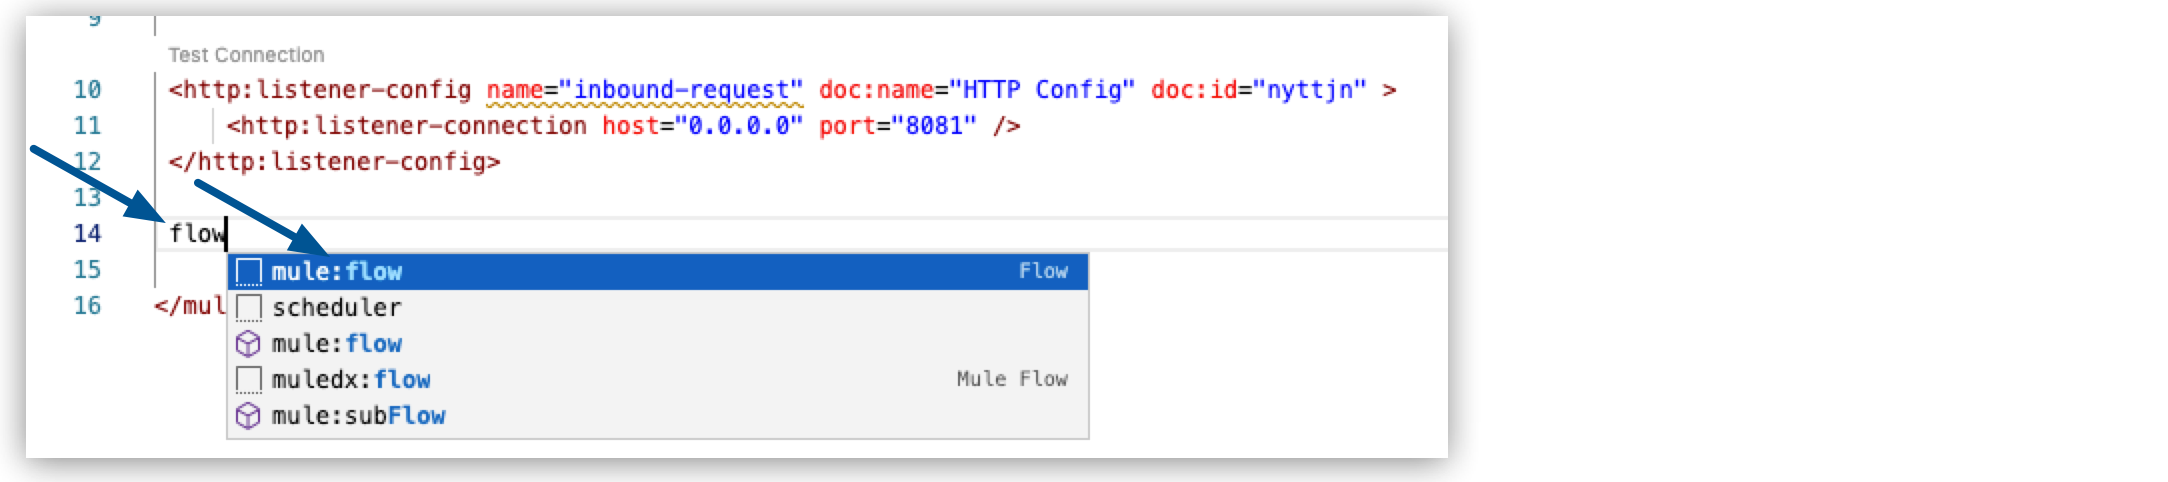 9
Test Connection
10 <http:listener-config name="inbound-request" doc:name="HTTP Config" doc:id="nyttjn" >
11 <http:listener-connection host="0.0.0.0" port="8081" />
12 </http:listener-config>
13
14 flow
mule:flow Flow
15
scheduler
16 </mul
mule:flow
muledx:flow Mule Flow
mule:subFlow